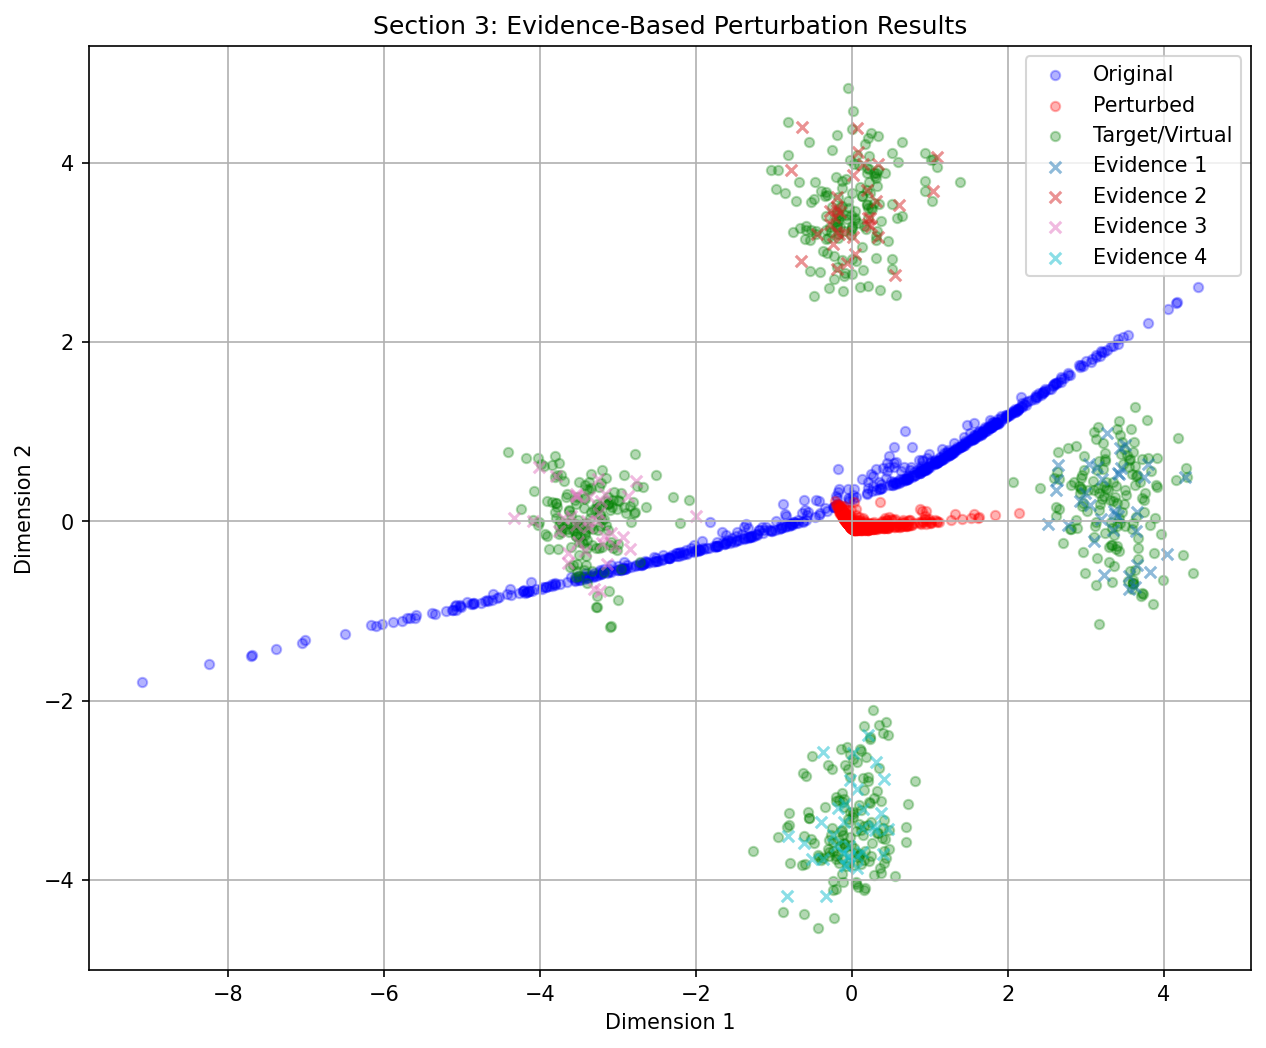 Section 3: Evidence-Based Perturbation Results
Original
Perturbed
Target/Virtual
Evidence 1
Evidence 2
Evidence 3
Evidence 4
Dimension 2
4
2
0
−2
−4
−8
−6
−4
−2
0
2
4
Dimension 1